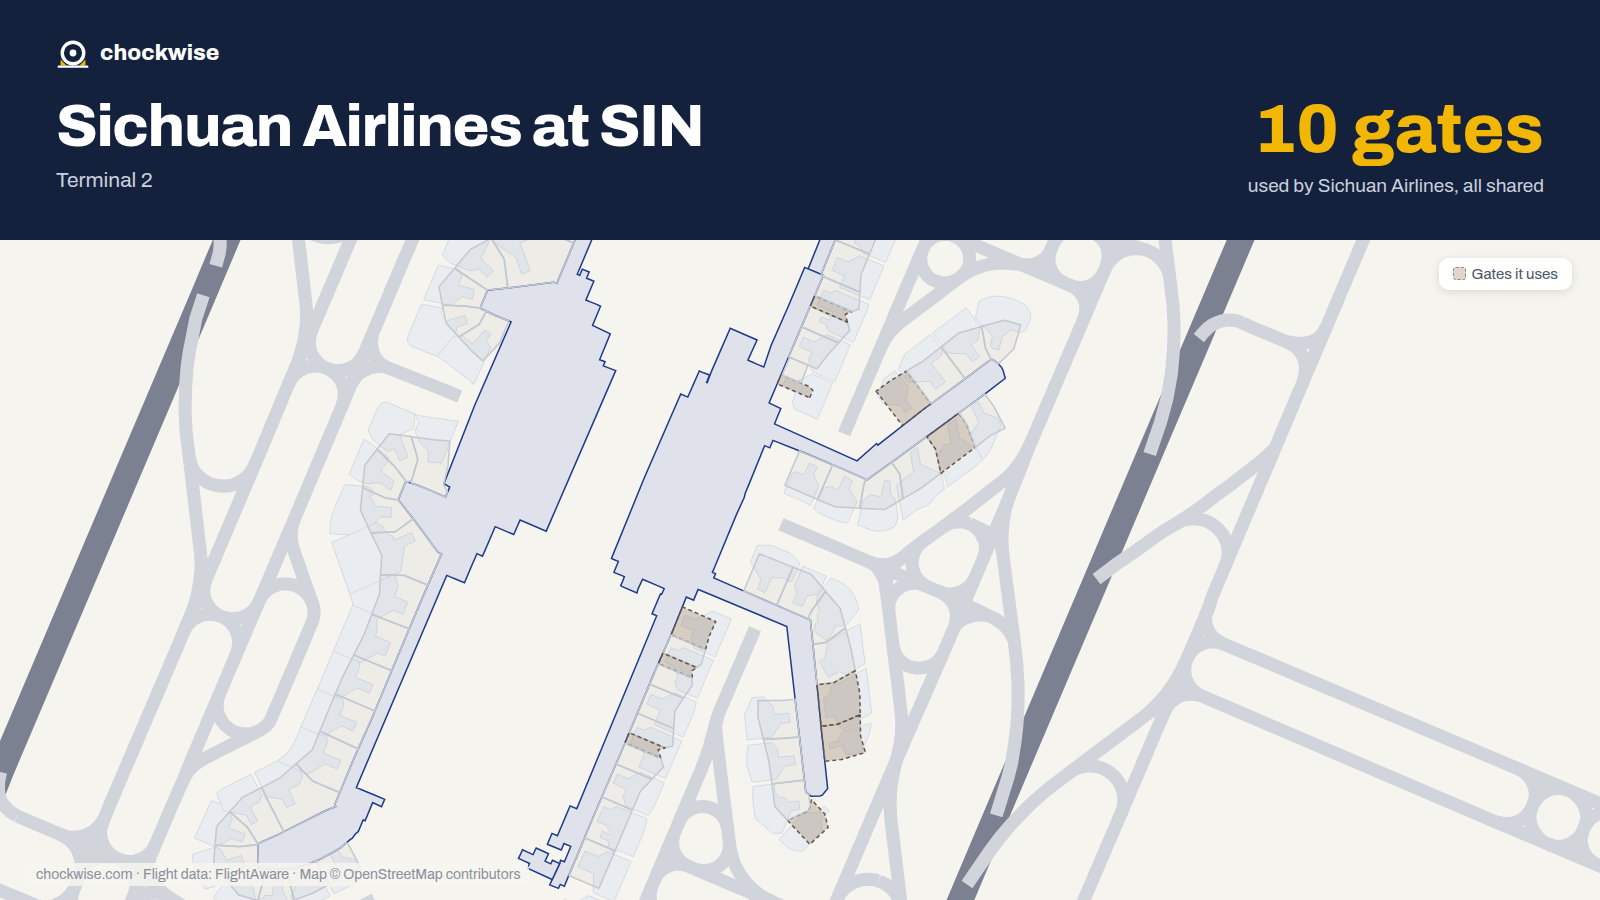 chockwise
Sichuan Airlines at SIN
Terminal 2
10 gates
used by Sichuan Airlines, all shared
Gates it uses
chockwise.com · Flight data: FlightAware · Map © OpenStreetMap contributors